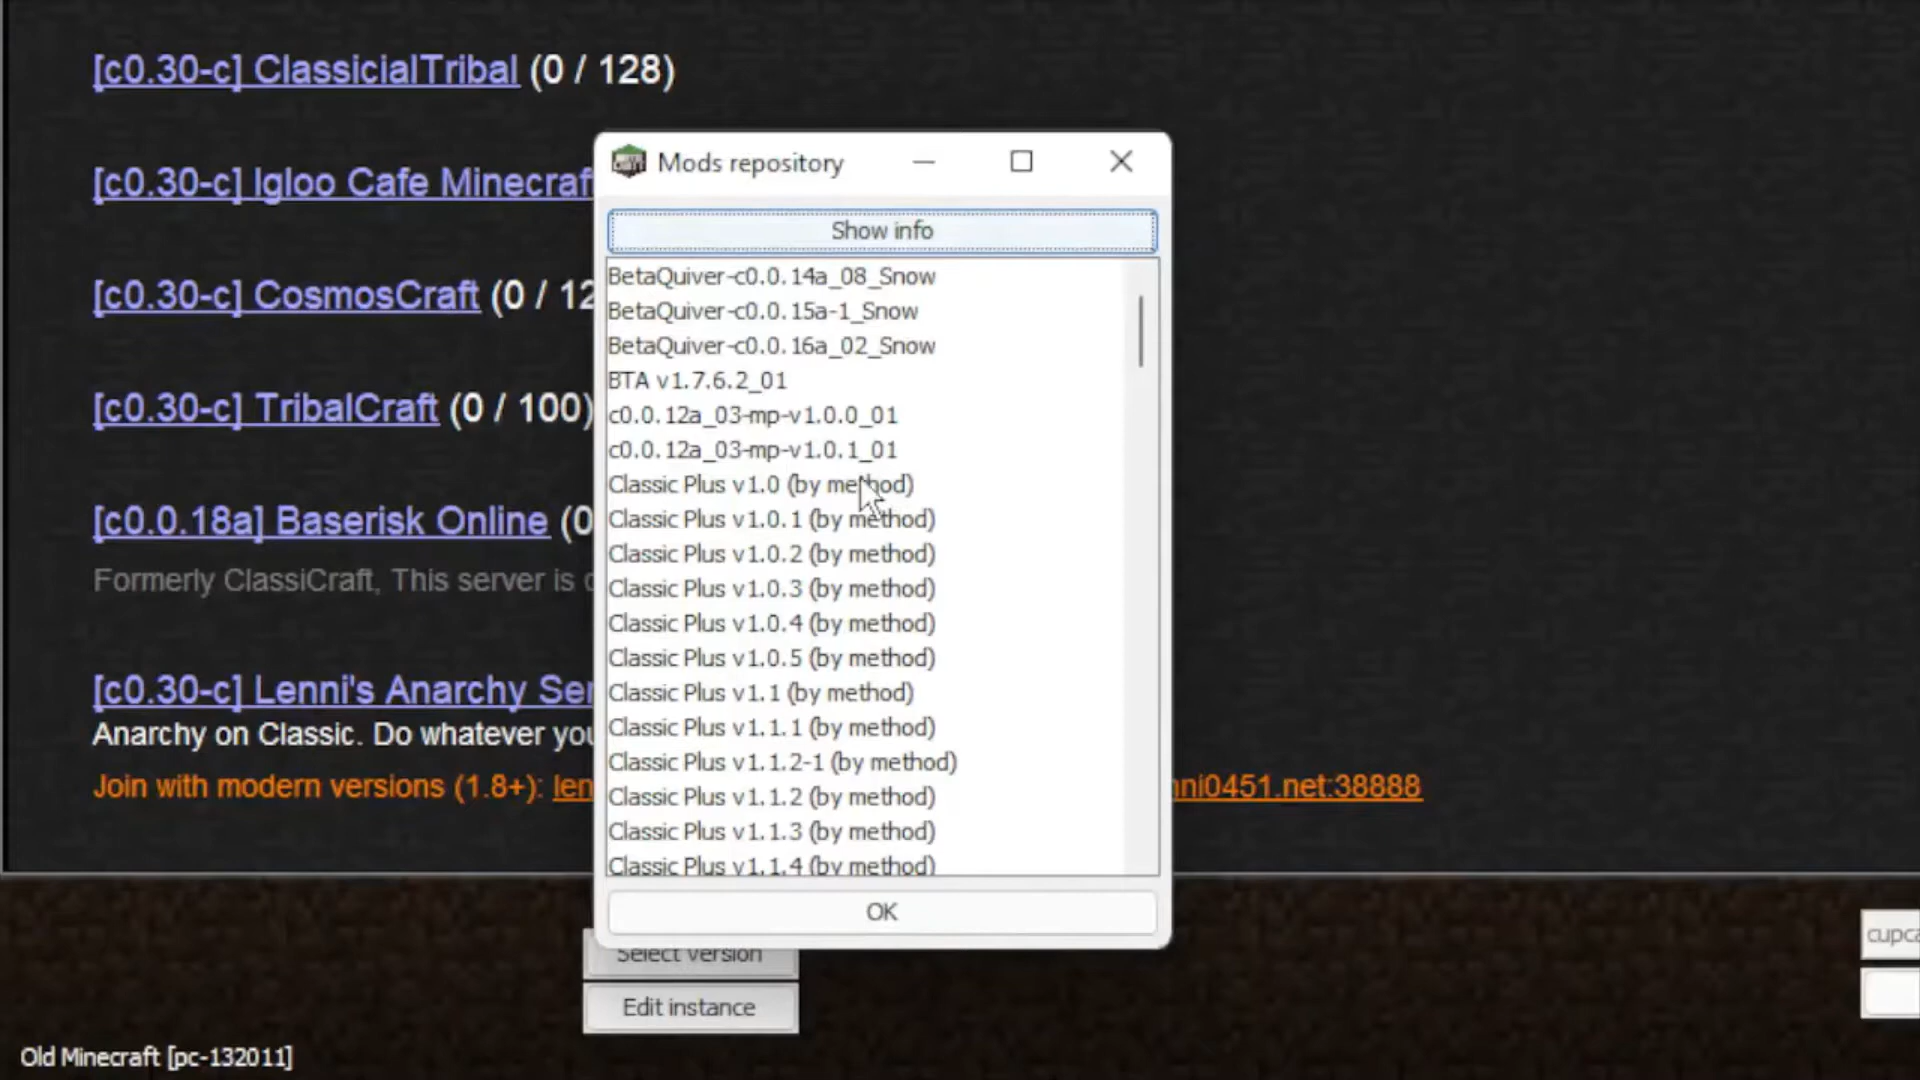 [c0.30-c] ClassicialTribal (0 / 128)
[c0.30-c] Igloo Cafe Minecraf
[c0.30-c] CosmosCraft (0 / 12
[c0.30-c] TribalCraft (0 / 100)
[c0.0.18a] Baserisk Online (0
Formerly ClassiCraft, This server is
[c0.30-c] Lenni's Anarchy Ser
Anarchy on Classic. Do whatever you
Join with modern versions (1.8+): len
nni0451.net:38888
Mods repository
Show info
BetaQuiver-c0.0.14a_08_Snow
BetaQuiver-c0.0.15a-1_Snow
BetaQuiver-c0.0.16a_02_Snow
BTA v1.7.6.2_01
c0.0.12a_03-mp-v1.0.0_01
c0.0.12a_03-mp-v1.0.1_01
Classic Plus v1.0 (by method)
Classic Plus v1.0.1 (by method)
Classic Plus v1.0.2 (by method)
Classic Plus v1.0.3 (by method)
Classic Plus v1.0.4 (by method)
Classic Plus v1.0.5 (by method)
Classic Plus v1.1 (by method)
Classic Plus v1.1.1 (by method)
Classic Plus v1.1.2-1 (by method)
Classic Plus v1.1.2 (by method)
Classic Plus v1.1.3 (by method)
Classic Plus v1.1.4 (by method)
OK
Select version
Edit instance
cupca
Old Minecraft [pc-132011]